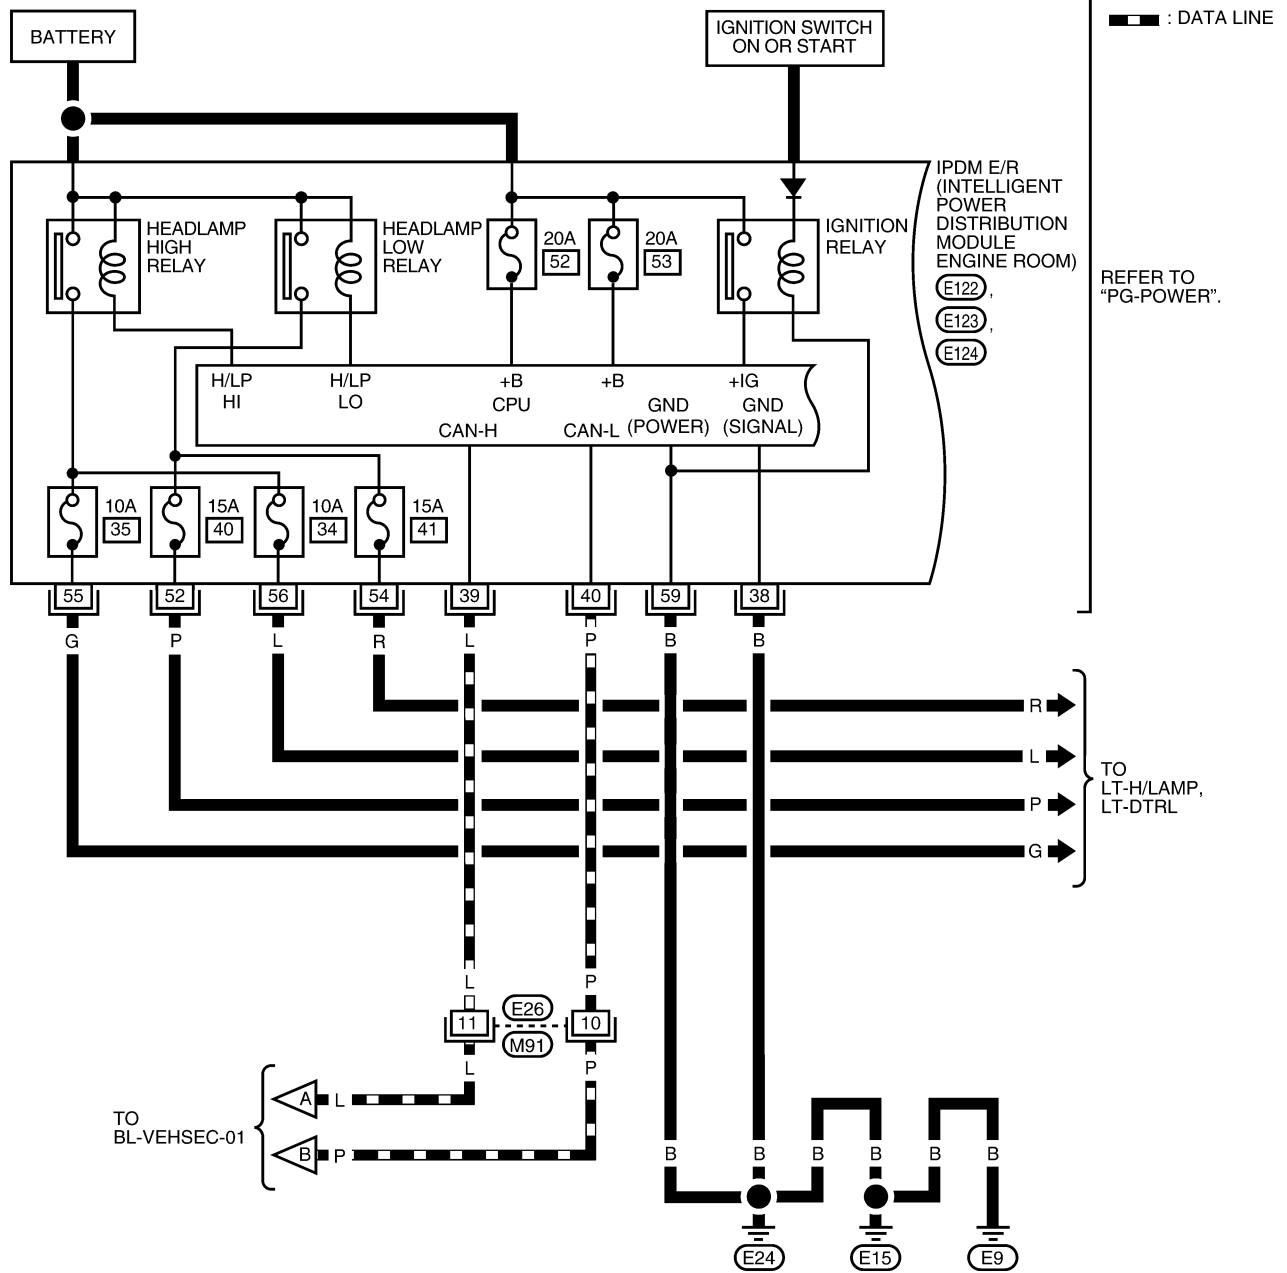 BATTERY
IGNITION SWITCH
ON OR START
: DATA LINE
IPDM E/R
(INTELLIGENT
POWER
DISTRIBUTION
MODULE
ENGINE ROOM)
E122 ,
E123 ,
E124
REFER TO
“PG-POWER”.
HEADLAMP
HIGH
RELAY
HEADLAMP
LOW
RELAY
20A
52
20A
53
IGNITION
RELAY
H/LP
HI
H/LP
LO
+B
CPU
+B
+IG
GND
(POWER)
GND
(SIGNAL)
CAN-H
CAN-L
10A
35
15A
40
10A
34
15A
41
55
52
56
54
39
40
59
38
G
P
L
R
L
P
B
B
R
L
P
G
TO
LT-H/LAMP,
LT-DTRL
L
P
11
E26
M91
10
L
P
TO
BL-VEHSEC-01
A
L
B
P
B
B
B
B
B
B
E24
E15
E9